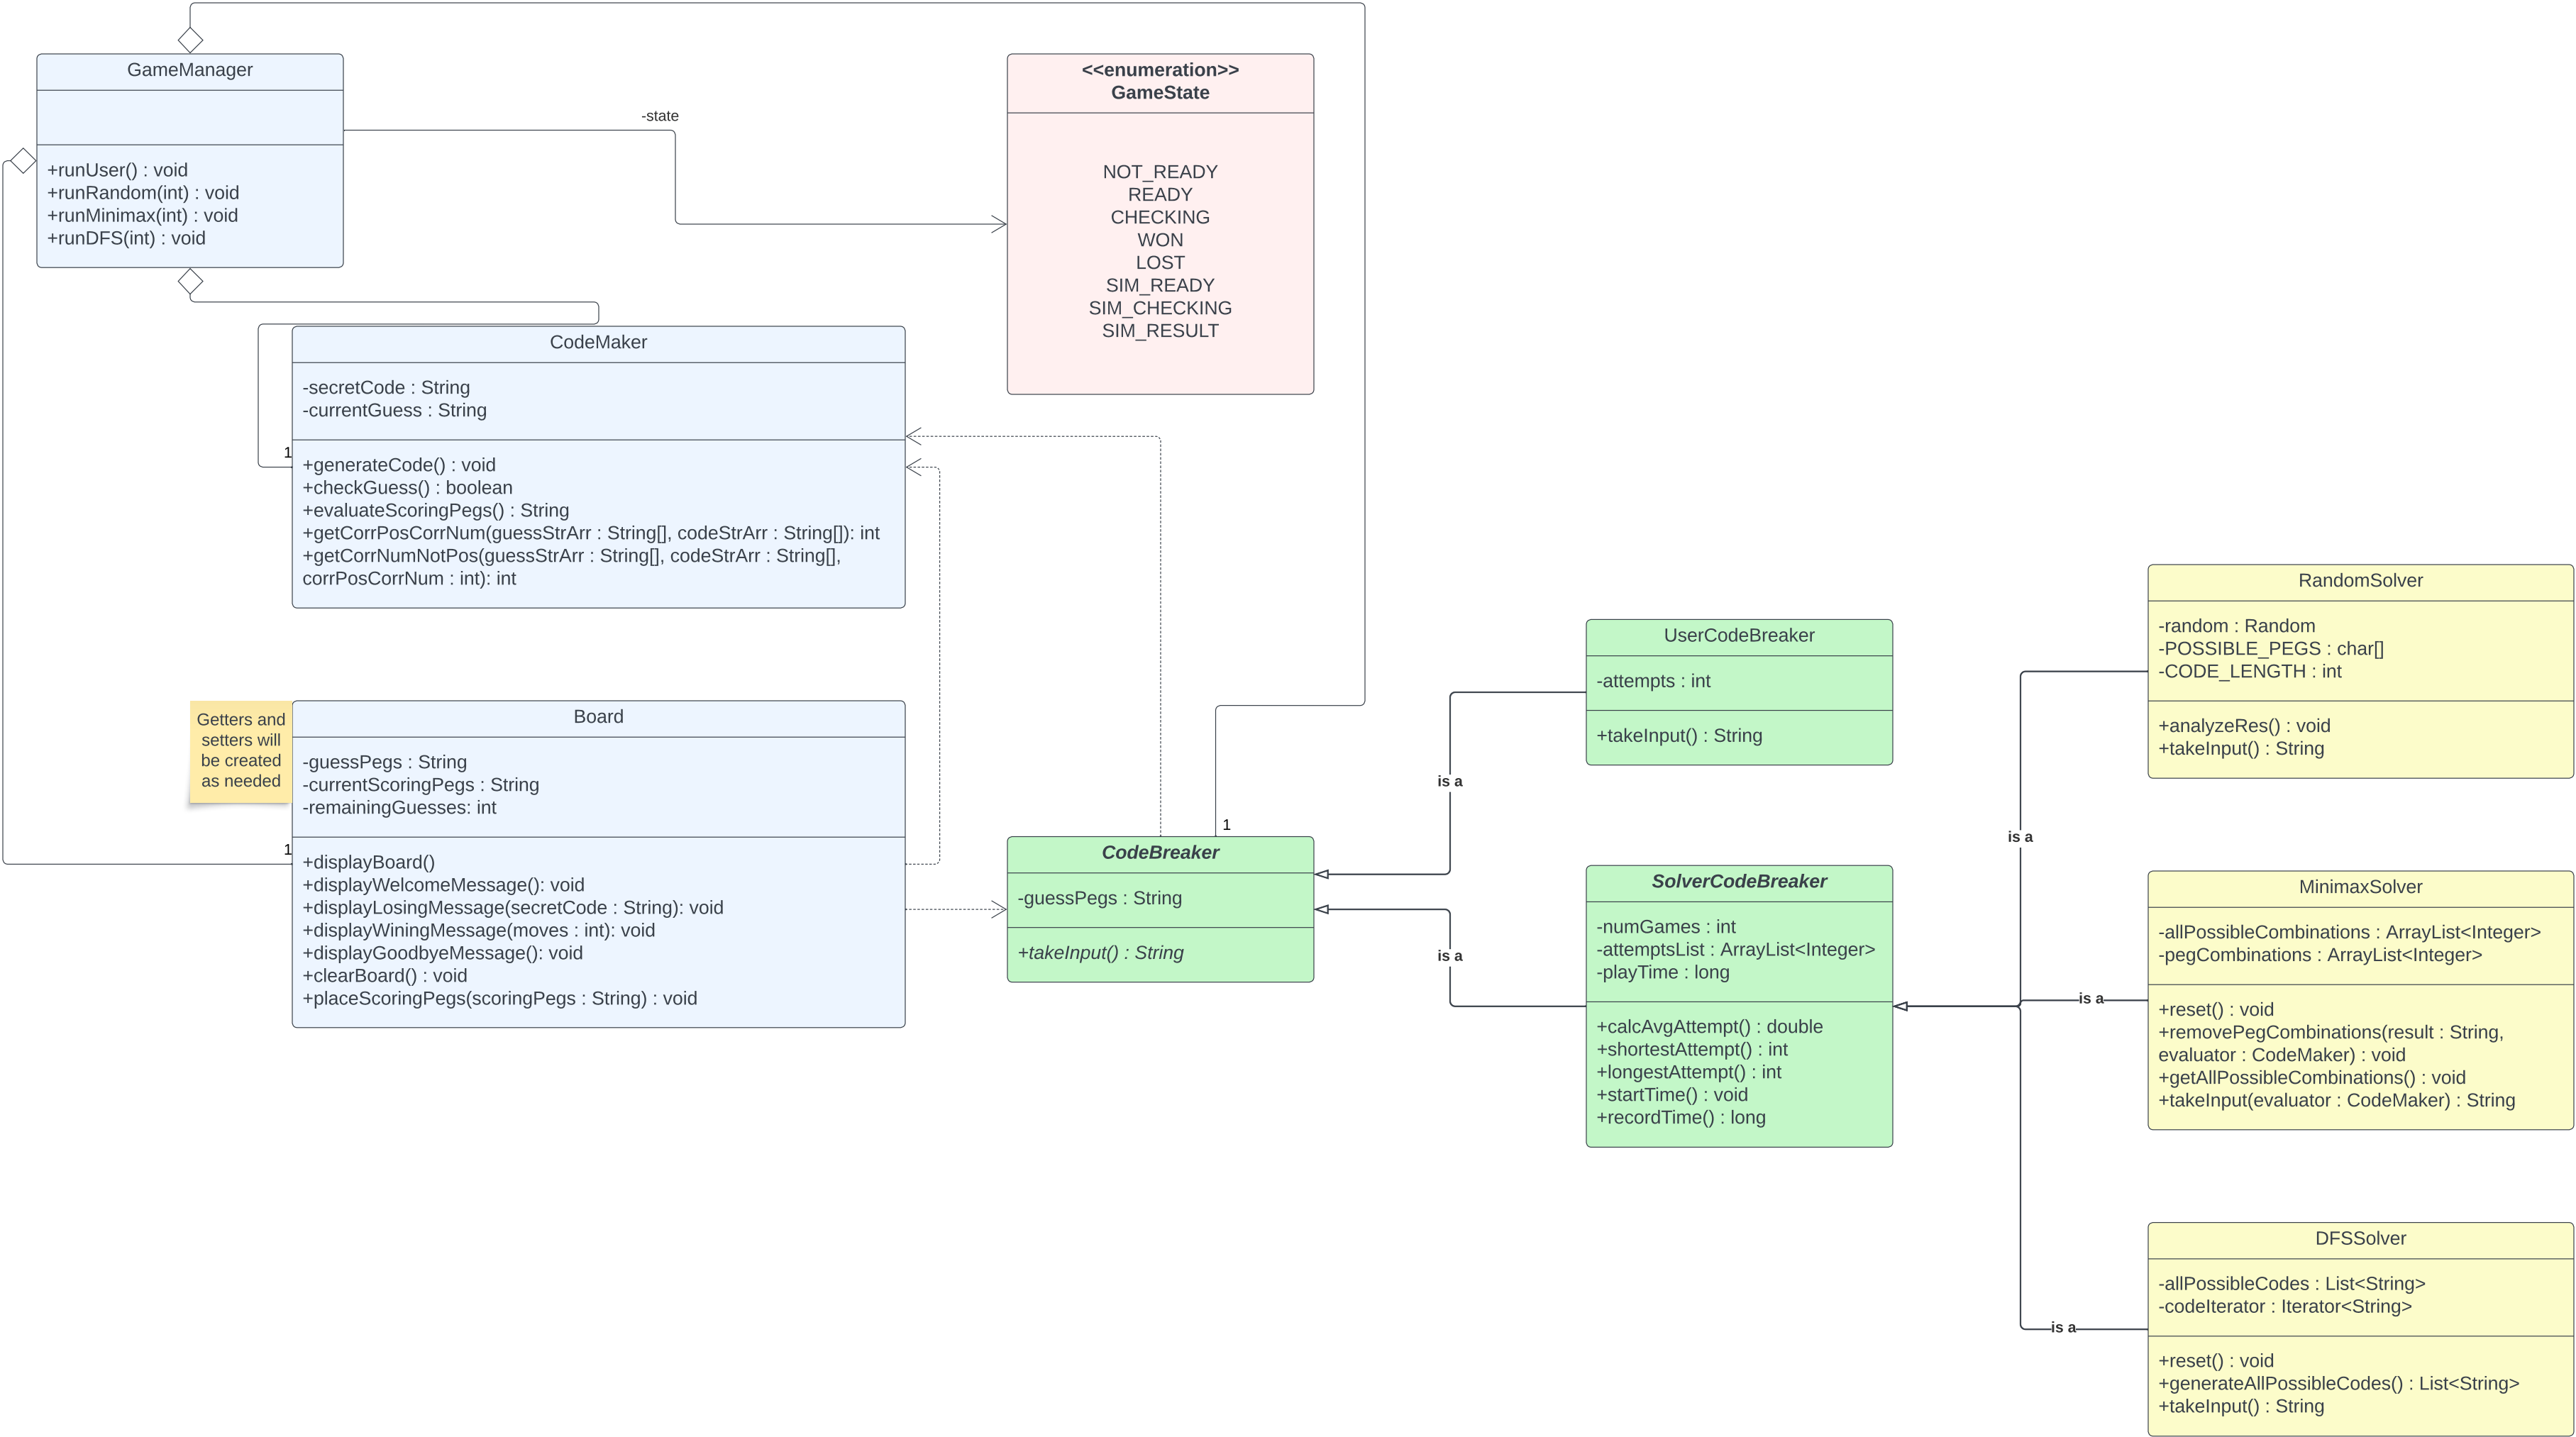 GameManager
+runUser() : void
+runRandom(int) : void
+runMinimax(int) : void
+runDFS(int) : void
-state
<<enumeration>>
GameState
NOT_READY
READY
CHECKING
WON
LOST
SIM_READY
SIM_CHECKING
SIM_RESULT
CodeMaker
-secretCode : String
-currentGuess : String
1
+generateCode() : void
+checkGuess() : boolean
+evaluateScoringPegs() : String
+getCorrPosCorrNum(guessStrArr : String[], codeStrArr : String[]): int
+getCorrNumNotPos(guessStrArr : String[], codeStrArr : String[],
corrPosCorrNum : int): int
Getters and
setters will
be created
as needed
Board
-guessPegs : String
-currentScoringPegs : String
-remainingGuesses: int
1
+displayBoard()
+displayWelcomeMessage(): void
+displayLosingMessage(secretCode : String): void
+displayWiningMessage(moves : int): void
+displayGoodbyeMessage(): void
+clearBoard() : void
+placeScoringPegs(scoringPegs : String) : void
1
CodeBreaker
-guessPegs : String
+takeInput() : String
is a
is a
UserCodeBreaker
-attempts : int
+takeInput() : String
SolverCodeBreaker
-numGames : int
-attemptsList : ArrayList<Integer>
-playTime : long
+calcAvgAttempt() : double
+shortestAttempt() : int
+longestAttempt() : int
+startTime() : void
+recordTime() : long
is a
is a
is a
RandomSolver
-random : Random
-POSSIBLE_PEGS : char[]
-CODE_LENGTH : int
+analyzeRes() : void
+takeInput() : String
MinimaxSolver
-allPossibleCombinations : ArrayList<Integer>
-pegCombinations : ArrayList<Integer>
+reset() : void
+removePegCombinations(result : String,
evaluator : CodeMaker) : void
+getAllPossibleCombinations() : void
+takeInput(evaluator : CodeMaker) : String
DFSSolver
-allPossibleCodes : List<String>
-codeIterator : Iterator<String>
+reset() : void
+generateAllPossibleCodes() : List<String>
+takeInput() : String